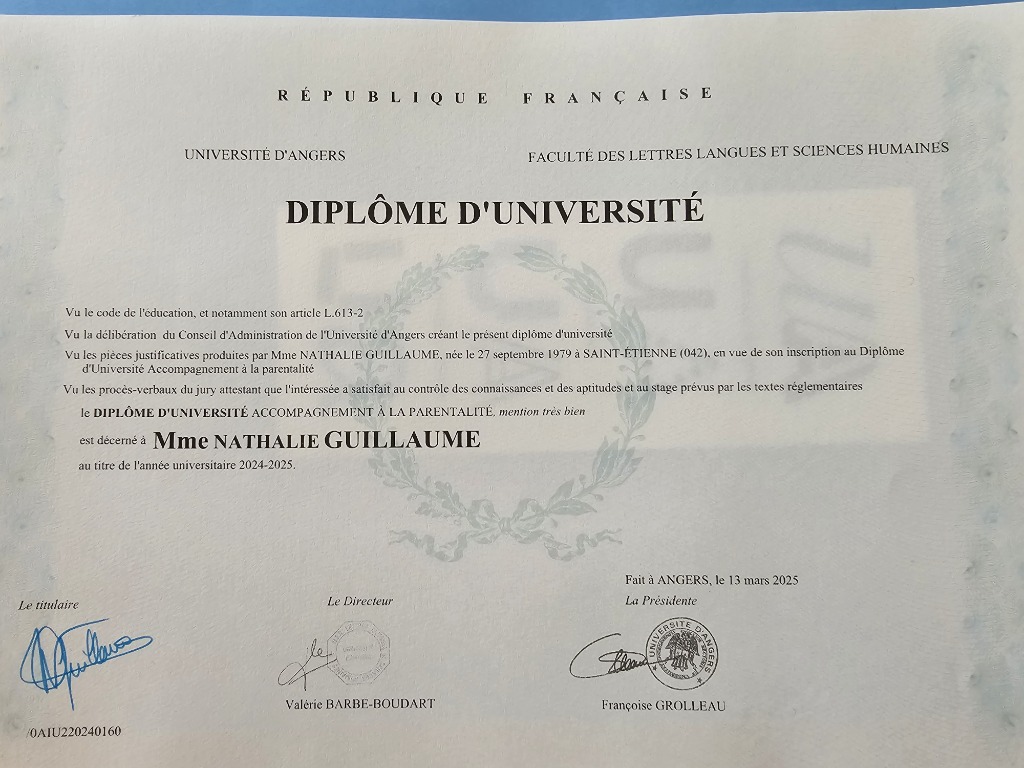 RÉPUBLIQUE FRANÇAISE
UNIVERSITÉ D'ANGERS
FACULTÉ DES LETTRES LANGUES ET SCIENCES HUMAINES
DIPLÔME D'UNIVERSITÉ
Vu le code de l'éducation, et notamment son article L.613-2
Vu la délibération du Conseil d'Administration de l'Université d'Angers créant le présent diplôme d'université
Vu les pièces justificatives produites par Mme NATHALIE GUILLAUME, née le 27 septembre 1979 à SAINT-ÉTIENNE (042), en vue de son inscription au Diplôme
d'Université Accompagnement à la parentalité
Vu les procès-verbaux du jury attestant que l'intéressée a satisfait au contrôle des connaissances et des aptitudes et au stage prévus par les textes réglementaires
le DIPLÔME D'UNIVERSITÉ ACCOMPAGNEMENT À LA PARENTALITÉ, mention très bien
est décerné à Mme NATHALIE GUILLAUME
au titre de l'année universitaire 2024-2025.
Fait à ANGERS, le 13 mars 2025
Le titulaire
Le Directeur
La Présidente
Guillaume
UNIVERSITÉ D'ANGERS
Valérie BARBE-BOUDART
Françoise GROLLEAU
/0AIU220240160